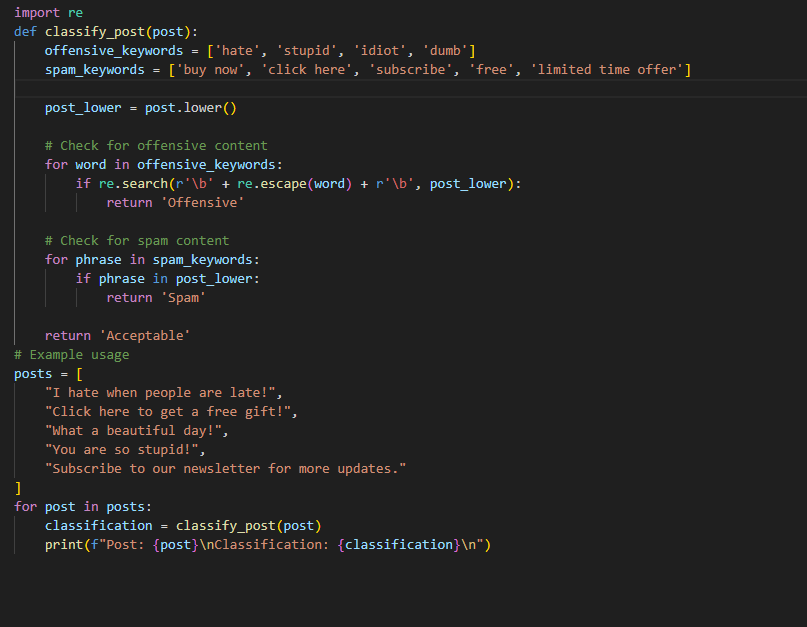 import re
def classify_post(post):
    offensive_keywords = ['hate', 'stupid', 'idiot', 'dumb']
    spam_keywords = ['buy now', 'click here', 'subscribe', 'free', 'limited time offer']

    post_lower = post.lower()

    # Check for offensive content
    for word in offensive_keywords:
        if re.search(r'\b' + re.escape(word) + r'\b', post_lower):
            return 'Offensive'

    # Check for spam content
    for phrase in spam_keywords:
        if phrase in post_lower:
            return 'Spam'

    return 'Acceptable'
# Example usage
posts = [
    "I hate when people are late!",
    "Click here to get a free gift!",
    "What a beautiful day!",
    "You are so stupid!",
    "Subscribe to our newsletter for more updates."
]
for post in posts:
    classification = classify_post(post)
    print(f"Post: {post}\nClassification: {classification}\n")